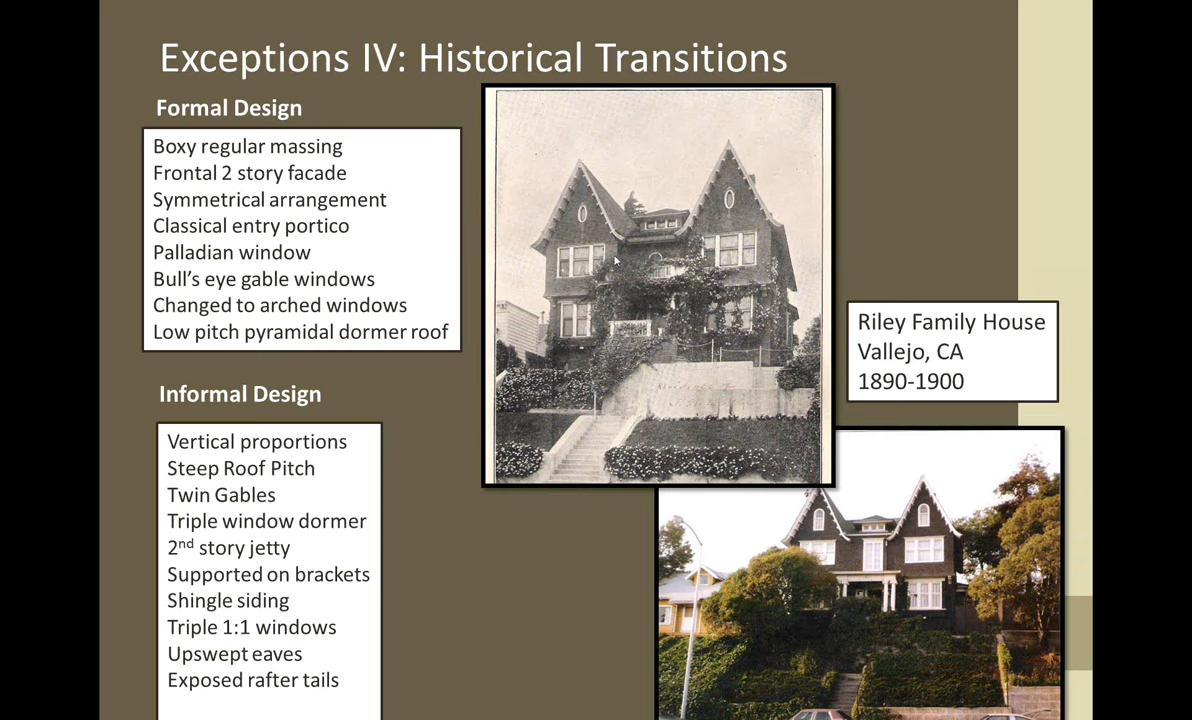 Exceptions IV: Historical Transitions
Formal Design
Boxy regular massing
Frontal 2 story facade
Symmetrical arrangement
Classical entry portico
Palladian window
Bull’s eye gable windows
Changed to arched windows
Low pitch pyramidal dormer roof
Riley Family House
Vallejo, CA
1890-1900
Informal Design
Vertical proportions
Steep Roof Pitch
Twin Gables
Triple window dormer
2nd story jetty
Supported on brackets
Shingle siding
Triple 1:1 windows
Upswept eaves
Exposed rafter tails